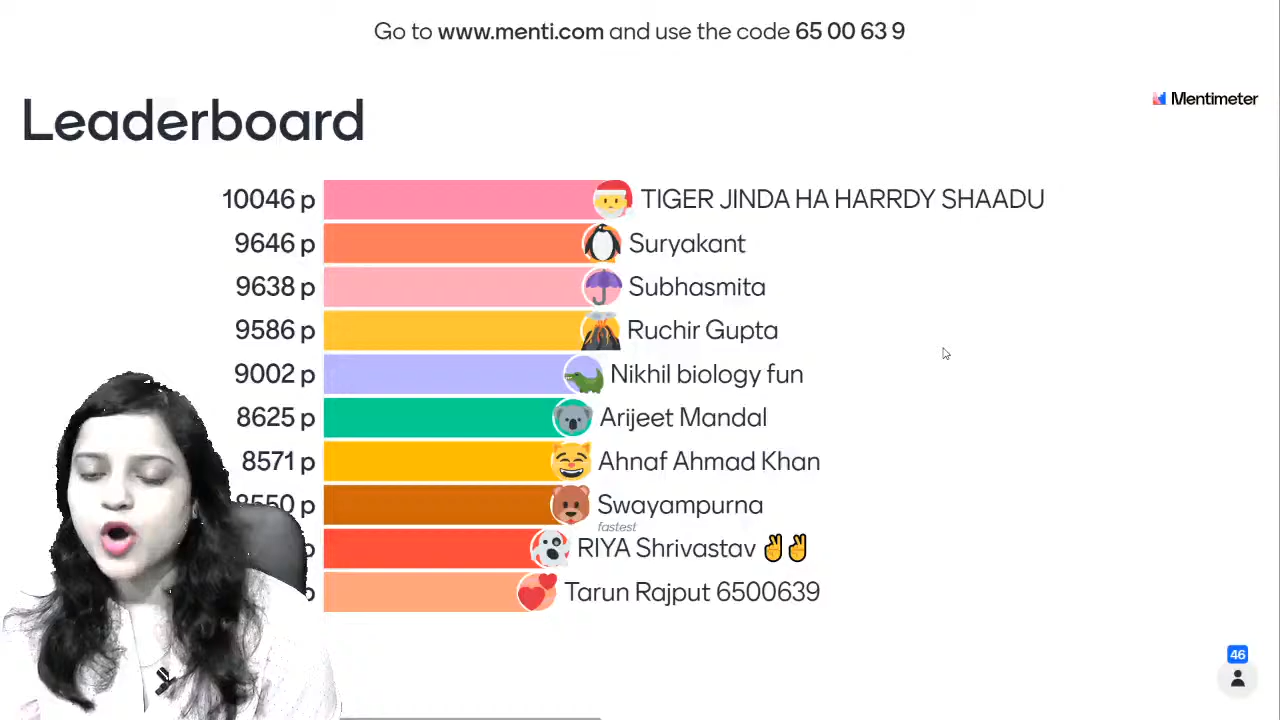 Go to www.menti.com and use the code 65 00 63 9
Leaderboard
Mentimeter
10046 p TIGER JINDA HA HARRDY SHAADU
9646 p Suryakant
9638 p Subhasmita
9586 p Ruchir Gupta
9002 p Nikhil biology fun
8625 p Arijeet Mandal
8571 p Ahnaf Ahmad Khan
8550 p Swayampurna
fastest
p RIYA Shrivastav ✌✌
p Tarun Rajput 6500639
46